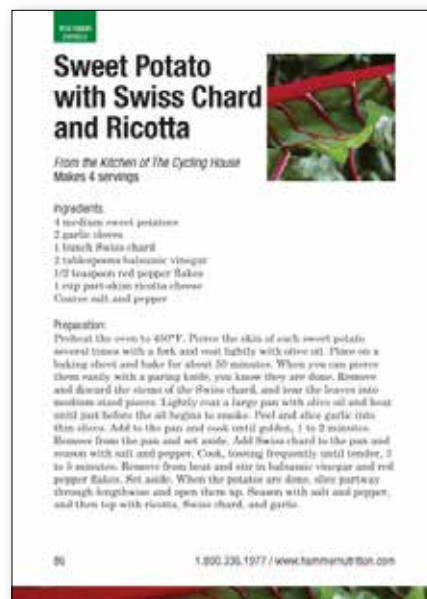 Sweet Potato
with Swiss Chard
and Ricotta
From the Kitchen of The Cycling House
Makes 4 servings
Ingredients:
4 medium sweet potatoes
2 garlic cloves
1 bunch Swiss chard
2 tablespoons balsamic vinegar
1/2 teaspoon red pepper flakes
1 cup part-skim ricotta cheese
Coarse salt and pepper
Preparation:
Preheat the oven to 450°F. Pierce the skin of each sweet potato
several times with a fork and coat lightly with olive oil. Place on a
baking sheet and bake for about 50 minutes. When you can pierce
them easily with a paring knife, you know they are done. Remove
and discard the stems of the Swiss chard, and tear the leaves into
medium sized pieces. Lightly coat a large pan with olive oil and heat
until just before the oil begins to smoke. Peel and slice garlic into
thin slices. Add to the pan and cook until golden, 1 to 2 minutes.
Remove from the pan and set aside. Add Swiss chard to the pan and
season with salt and pepper. Cook, tossing frequently until tender, 3
to 5 minutes. Remove from heat and stir in balsamic vinegar and red
pepper flakes. Set aside. When the potatoes are done, slice partway
through lengthwise and open them up. Season with salt and pepper,
and then top with ricotta, Swiss chard, and garlic.
86 1.800.336.1977 / www.hammernutrition.com